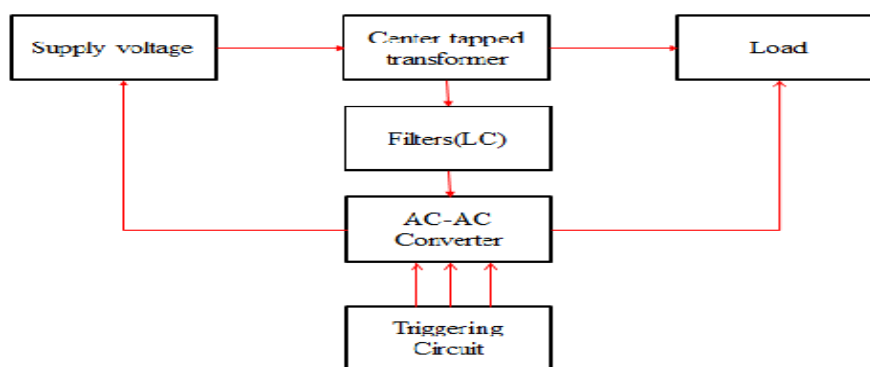 Supply voltage
Center tapped
transformer
Load
Filters(LC)
AC-AC
Converter
Triggering
Circuit